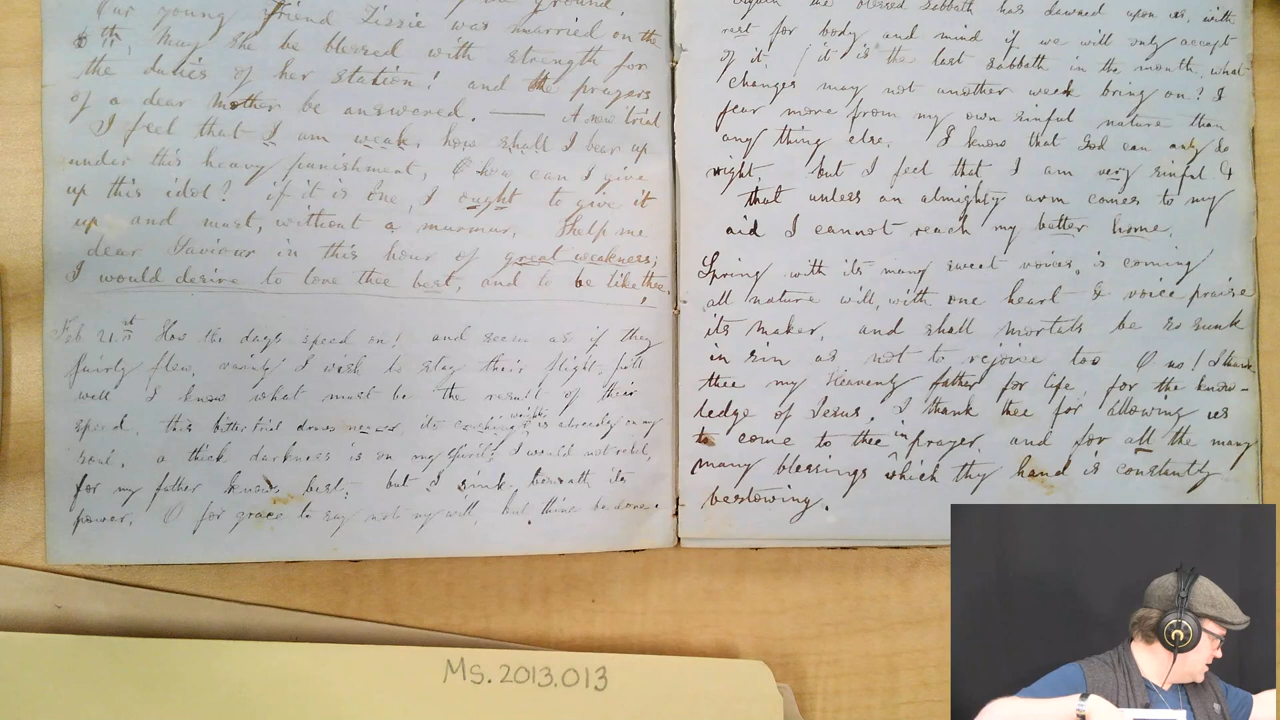 Our young friend Lizzie was married on the
6th, May she be blessed with strength for
the duties of her station! and the prayers
of a dear Mother be answered. — A new trial
I feel that I am weak, how shall I bear up
under this heavy punishment, O how can I give
up this idol? if it is one, I ought to give it
up and must, without a murmur, help me
dear Saviour in this hour of great weakness;
I would desire to love thee best, and to be like thee.
Feb 21st How the days speed on! and seem as if they
fairly flew, vainly I wish to stay their flight, full
well I know what must be the result of their
speed. this bitter trial draws nearer, its weight is already on my
soul, a thick darkness is on my spirit, I would not rebel,
for my father knows best; but I sink beneath its
power, O for grace to say not my will, but thine be done.
again the blessed Sabbath has dawned upon us, with
rest for body and mind if we will only accept
of it. it is the last sabbath in the month, what
changes may not another week bring on? I
fear more from my own sinful nature than
any thing else. I know that God can only do
right, but I feel that I am very sinful &
that unless an almighty arm comes to my
aid I cannot reach my better home.
Spring with its many sweet voices, is coming
all nature will, with one heart & voice praise
its maker, and shall mortals be so sunk
in sin as not to rejoice too O no! I thank
thee my Heavenly father for life, for the know-
ledge of Jesus, I thank thee for allowing us
to come to thee in prayer, and for all the many
many blessings which thy hand is constantly
bestowing.
Ms. 2013.013